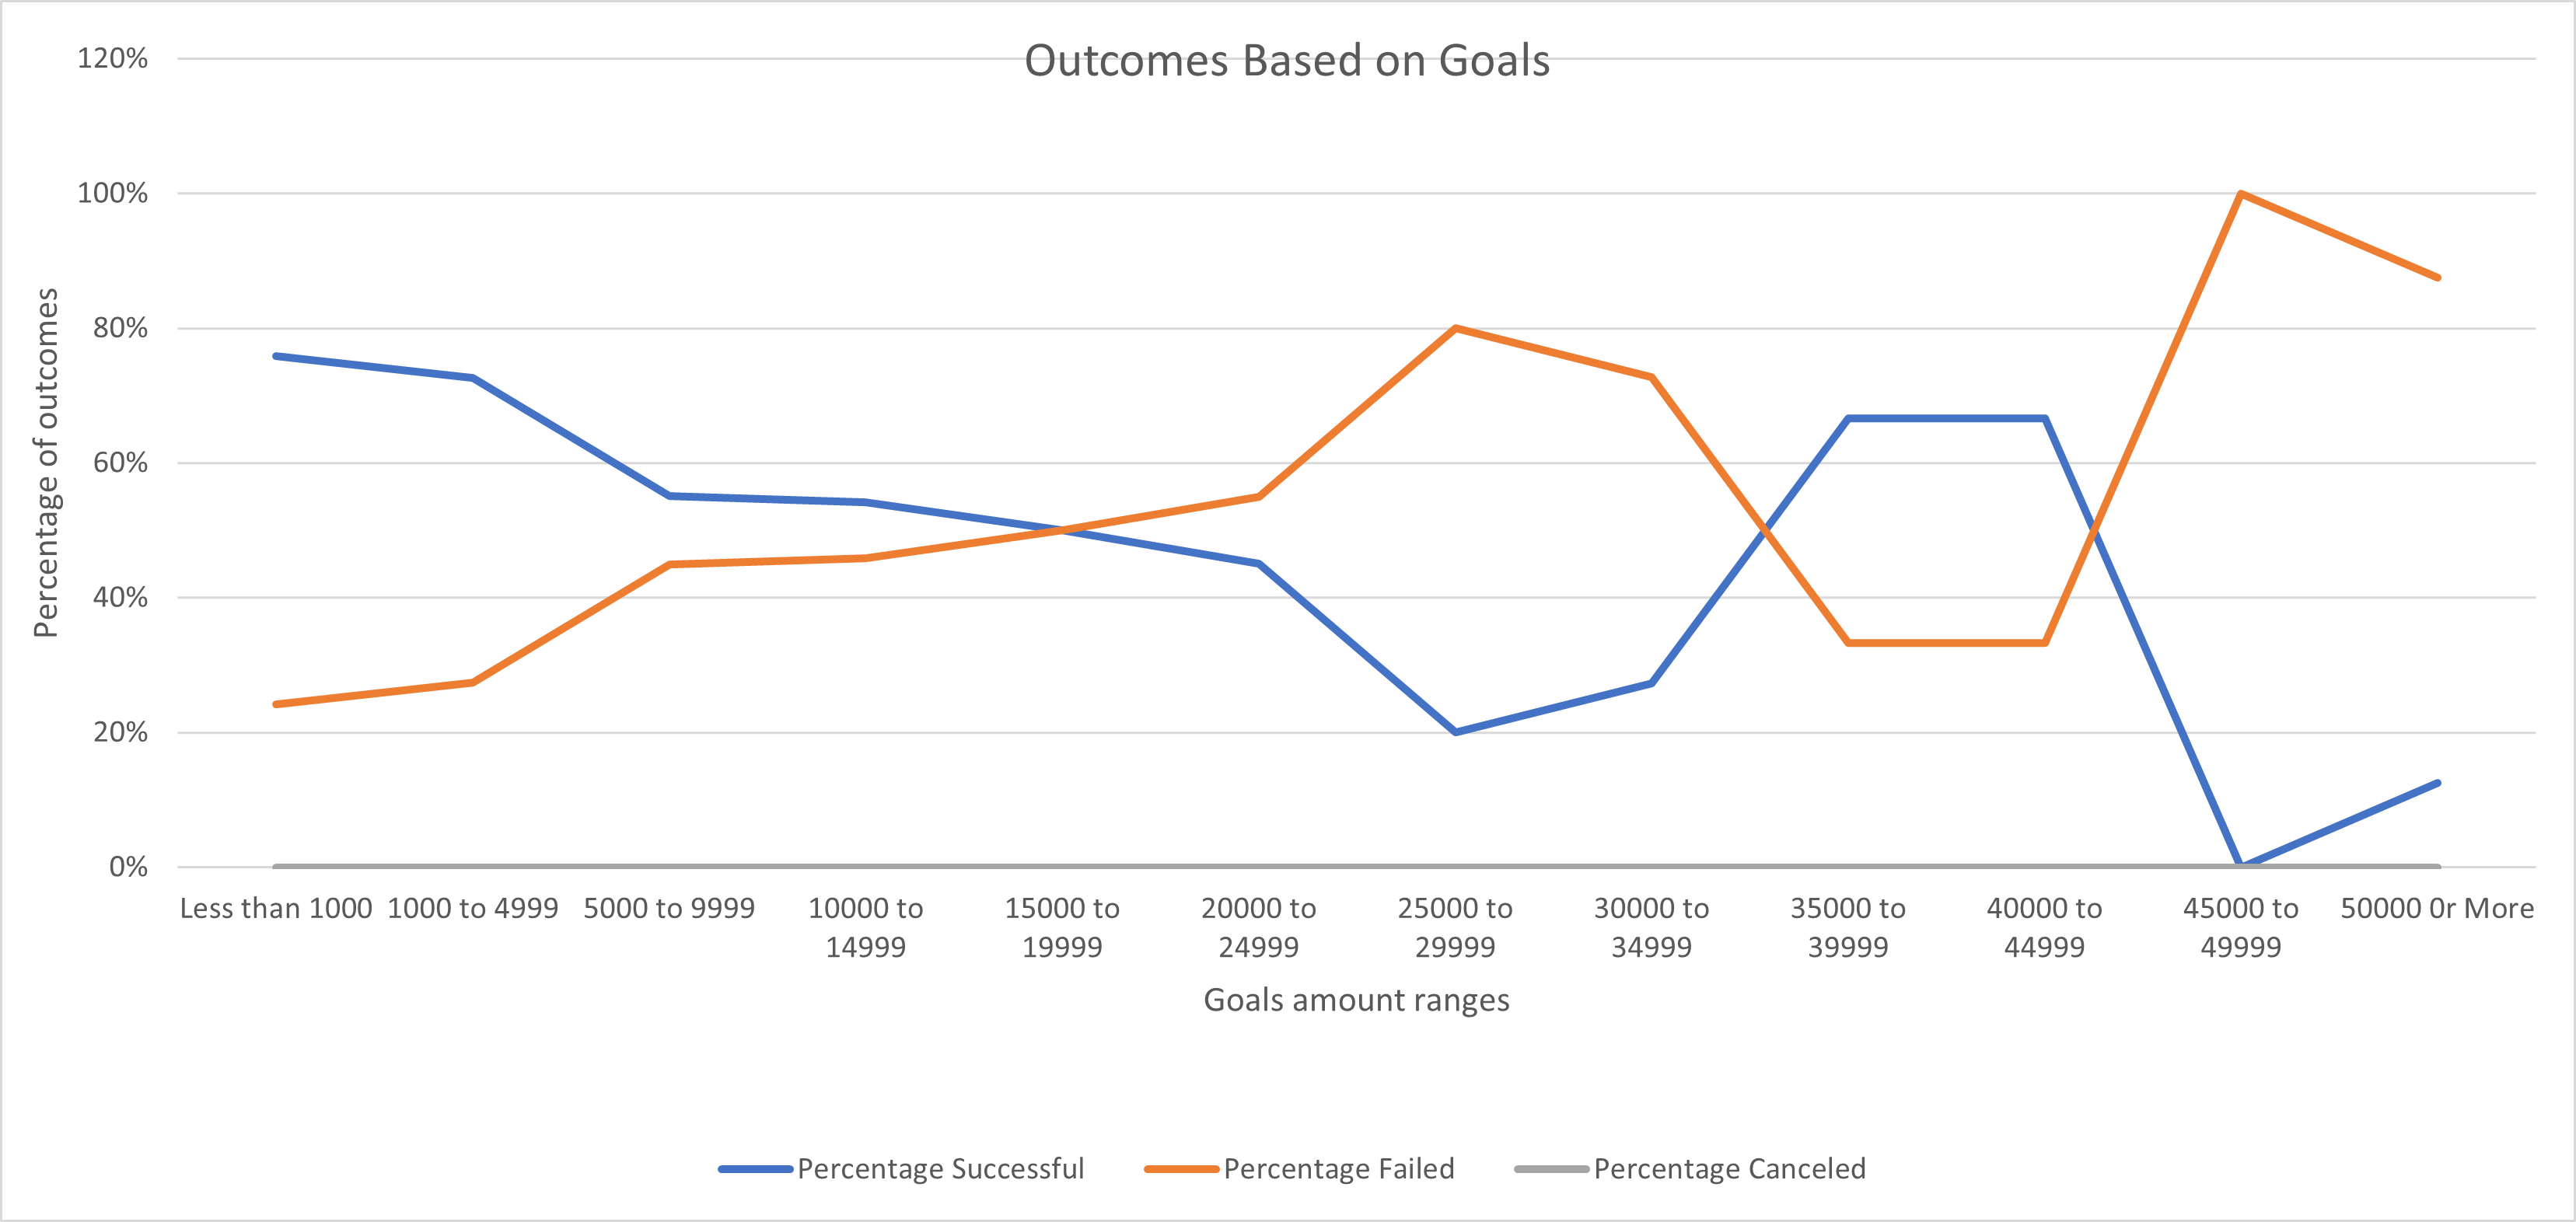 Outcomes Based on Goals
120%
100%
80%
60%
40%
20%
0%
Percentage of outcomes
Less than 1000
1000 to 4999
5000 to 9999
10000 to
14999
15000 to
19999
20000 to
24999
25000 to
29999
30000 to
34999
35000 to
39999
40000 to
44999
45000 to
49999
50000 0r More
Goals amount ranges
Percentage Successful
Percentage Failed
Percentage Canceled